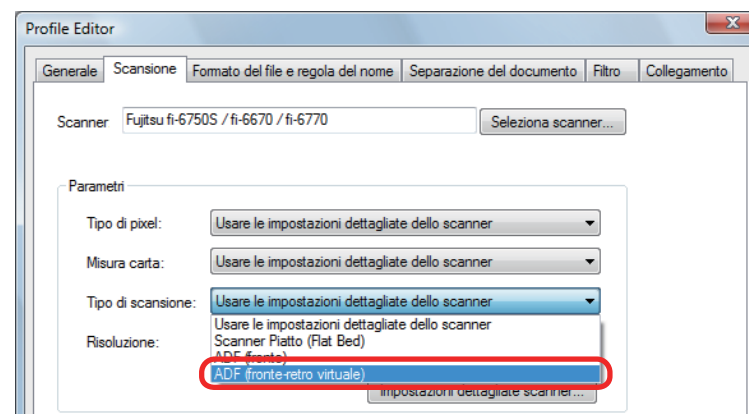 Profile Editor
Generale Scansione Formato del file e regola del nome Separazione del documento Filtro Collegamento
Scanner Fujitsu fi-6750S / fi-6670 / fi-6770 Seleziona scanner...
Parametri
Tipo di pixel: Usare le impostazioni dettagliate dello scanner
Misura carta: Usare le impostazioni dettagliate dello scanner
Tipo di scansione: Usare le impostazioni dettagliate dello scanner
Usare le impostazioni dettagliate dello scanner
Risoluzione: Scanner Piatto (Flat Bed)
ADF (fronte)
ADF (fronte-retro virtuale)
Impostazioni dettagliate scanner...